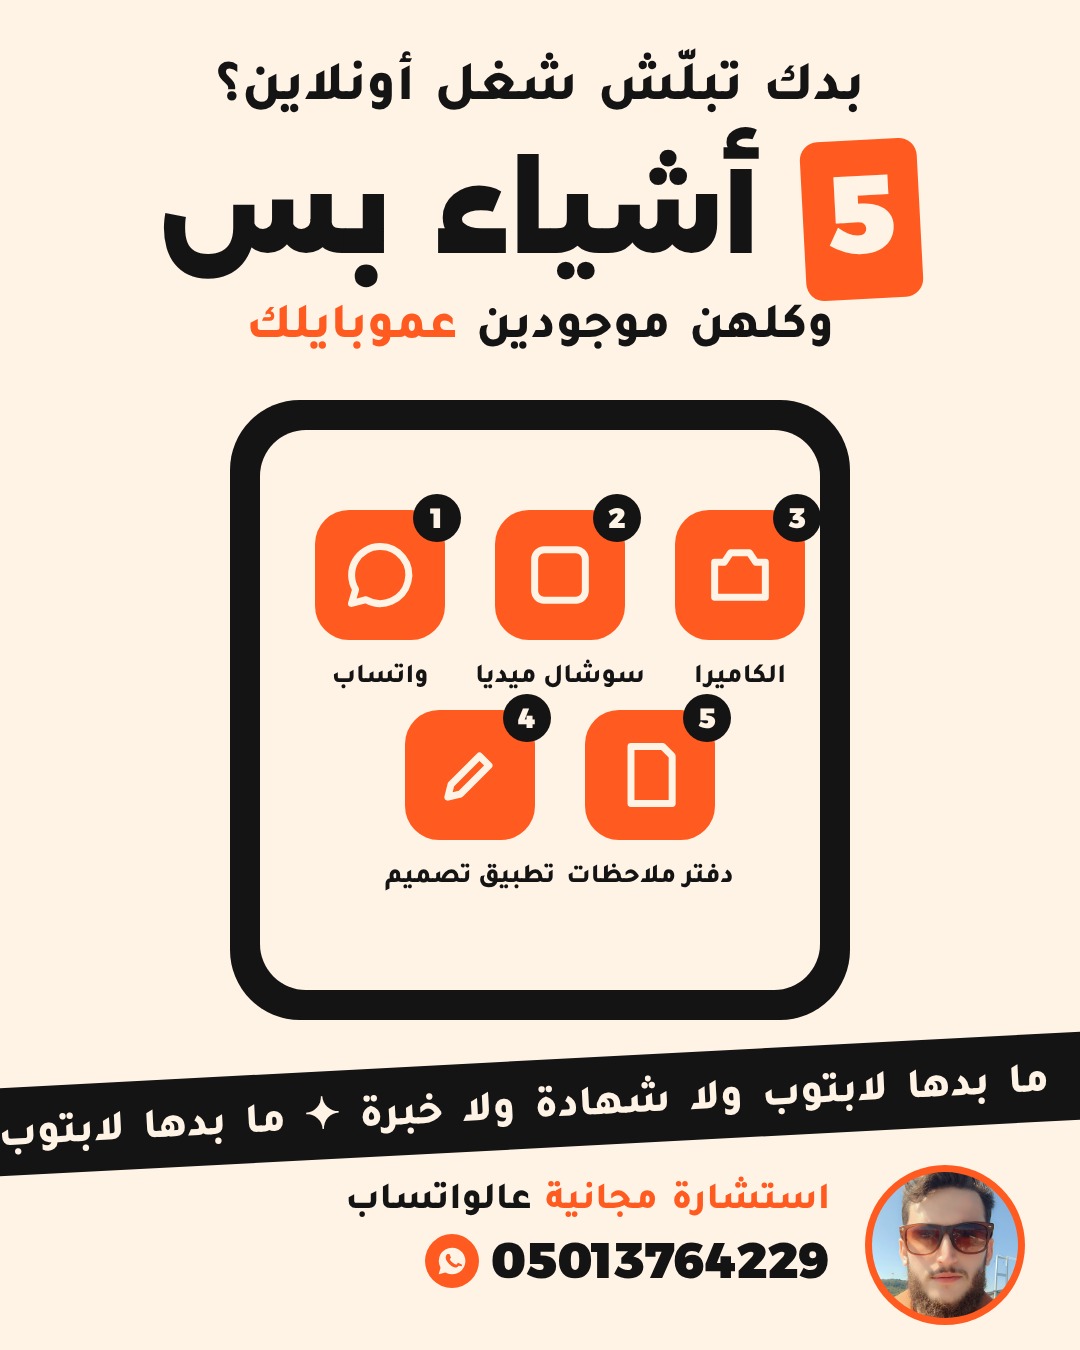 بدك تبلّش شغل أونلاين؟
5 أشياء بس
وكلهن موجودين عموبايلك
1
2
3
واتساب
سوشال ميديا
الكاميرا
4
5
تطبيق تصميم
دفتر ملاحظات
ما بدها لابتوب ولا شهادة ولا خبرة ✦ ما بدها لابتوب
استشارة مجانية عالواتساب
05013764229